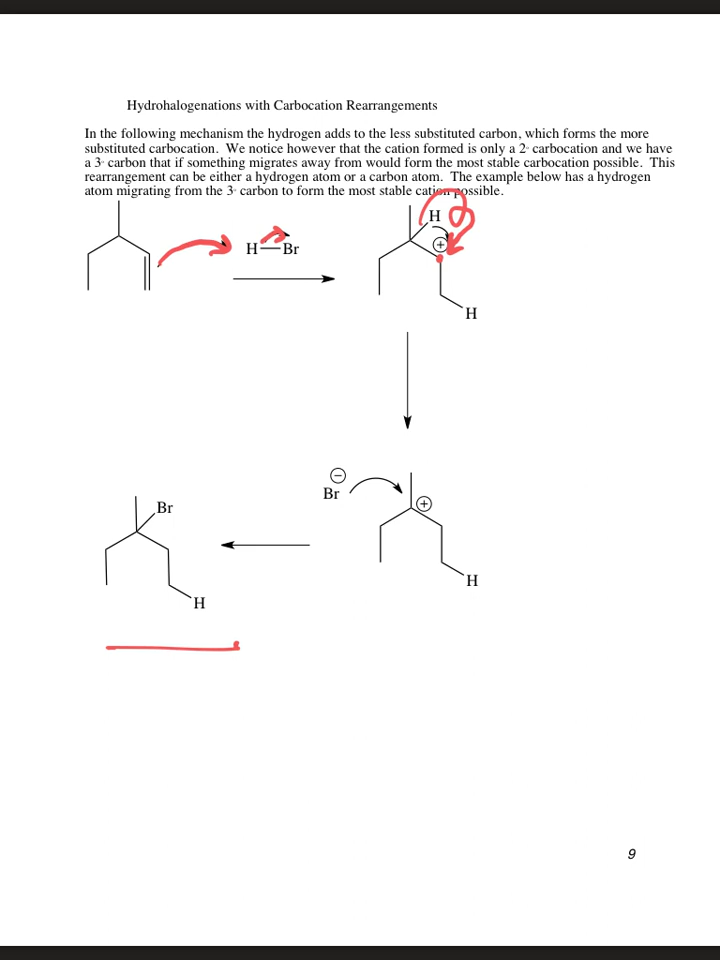 Hydrohalogenations with Carbocation Rearrangements
In the following mechanism the hydrogen adds to the less substituted carbon, which forms the more
substituted carbocation. We notice however that the cation formed is only a 2° carbocation and we have
a 3° carbon that if something migrates away from would form the most stable carbocation possible. This
rearrangement can be either a hydrogen atom or a carbon atom. The example below has a hydrogen
atom migrating from the 3° carbon to form the most stable cation possible.
H
H Br
+
H
−
Br
+
Br
H
H
9